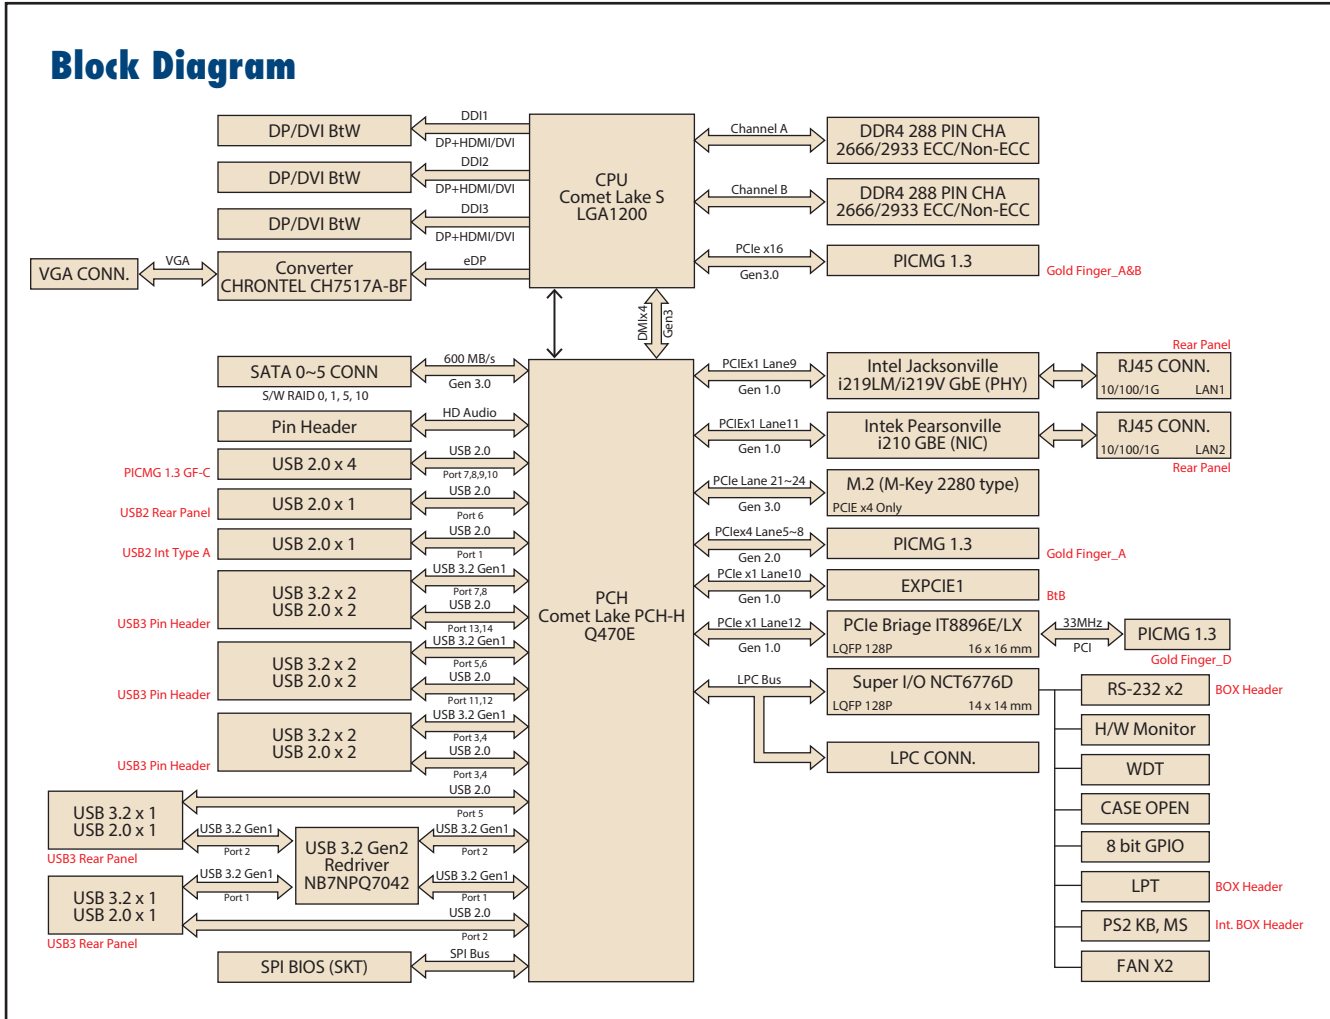 Block Diagram
DP/DVI BtW
DDI1
DP+HDMI/DVI
DP/DVI BtW
DDI2
DP+HDMI/DVI
DP/DVI BtW
DDI3
DP+HDMI/DVI
VGA CONN.
VGA
Converter
CHRONTEL CH7517A-BF
eDP
CPU
Comet Lake S
LGA1200
Channel A
DDR4 288 PIN CHA
2666/2933 ECC/Non-ECC
Channel B
DDR4 288 PIN CHA
2666/2933 ECC/Non-ECC
PCIe x16
Gen3.0
PICMG 1.3
Gold Finger_A&B
DMIx4
Gen3
SATA 0~5 CONN
S/W RAID 0, 1, 5, 10
600 MB/s
Gen 3.0
Pin Header
HD Audio
PICMG 1.3 GF-C
USB 2.0 x 4
USB 2.0
Port 7,8,9,10
USB2 Rear Panel
USB 2.0 x 1
USB 2.0
Port 6
USB2 Int Type A
USB 2.0 x 1
USB 2.0
Port 1
USB3 Pin Header
USB 3.2 x 2
USB 2.0 x 2
USB 3.2 Gen1
Port 7,8
USB 2.0
Port 13,14
USB3 Pin Header
USB 3.2 x 2
USB 2.0 x 2
USB 3.2 Gen1
Port 5,6
USB 2.0
Port 11,12
USB3 Pin Header
USB 3.2 x 2
USB 2.0 x 2
USB 3.2 Gen1
Port 3,4
USB 2.0
Port 3,4
USB 3.2 x 1
USB 2.0 x 1
USB3 Rear Panel
USB 2.0
Port 5
USB 3.2 Gen1
Port 2
USB 3.2 Gen2
Redriver
NB7NPQ7042
USB 3.2 Gen1
Port 2
USB 3.2 x 1
USB 2.0 x 1
USB3 Rear Panel
USB 3.2 Gen1
Port 1
USB 3.2 Gen1
Port 1
USB 2.0
Port 2
SPI BIOS (SKT)
SPI Bus
PCH
Comet Lake PCH-H
Q470E
PCIEx1 Lane9
Gen 1.0
Intel Jacksonville
i219LM/i219V GbE (PHY)
Rear Panel
RJ45 CONN.
10/100/1G LAN1
PCIEx1 Lane11
Gen 1.0
Intek Pearsonville
i210 GBE (NIC)
RJ45 CONN.
10/100/1G LAN2
Rear Panel
PCIe Lane 21~24
Gen 3.0
M.2 (M-Key 2280 type)
PCIE x4 Only
PCIex4 Lane5~8
Gen 2.0
PICMG 1.3
Gold Finger_A
PCIe x1 Lane10
Gen 1.0
EXPCIE1
BtB
PCIe x1 Lane12
Gen 1.0
PCIe Briage IT8896E/LX
LQFP 128P 16 x 16 mm
33MHz
PCI
PICMG 1.3
Gold Finger_D
LPC Bus
Super I/O NCT6776D
LQFP 128P 14 x 14 mm
LPC CONN.
RS-232 x2
BOX Header
H/W Monitor
WDT
CASE OPEN
8 bit GPIO
LPT
BOX Header
PS2 KB, MS
Int. BOX Header
FAN X2